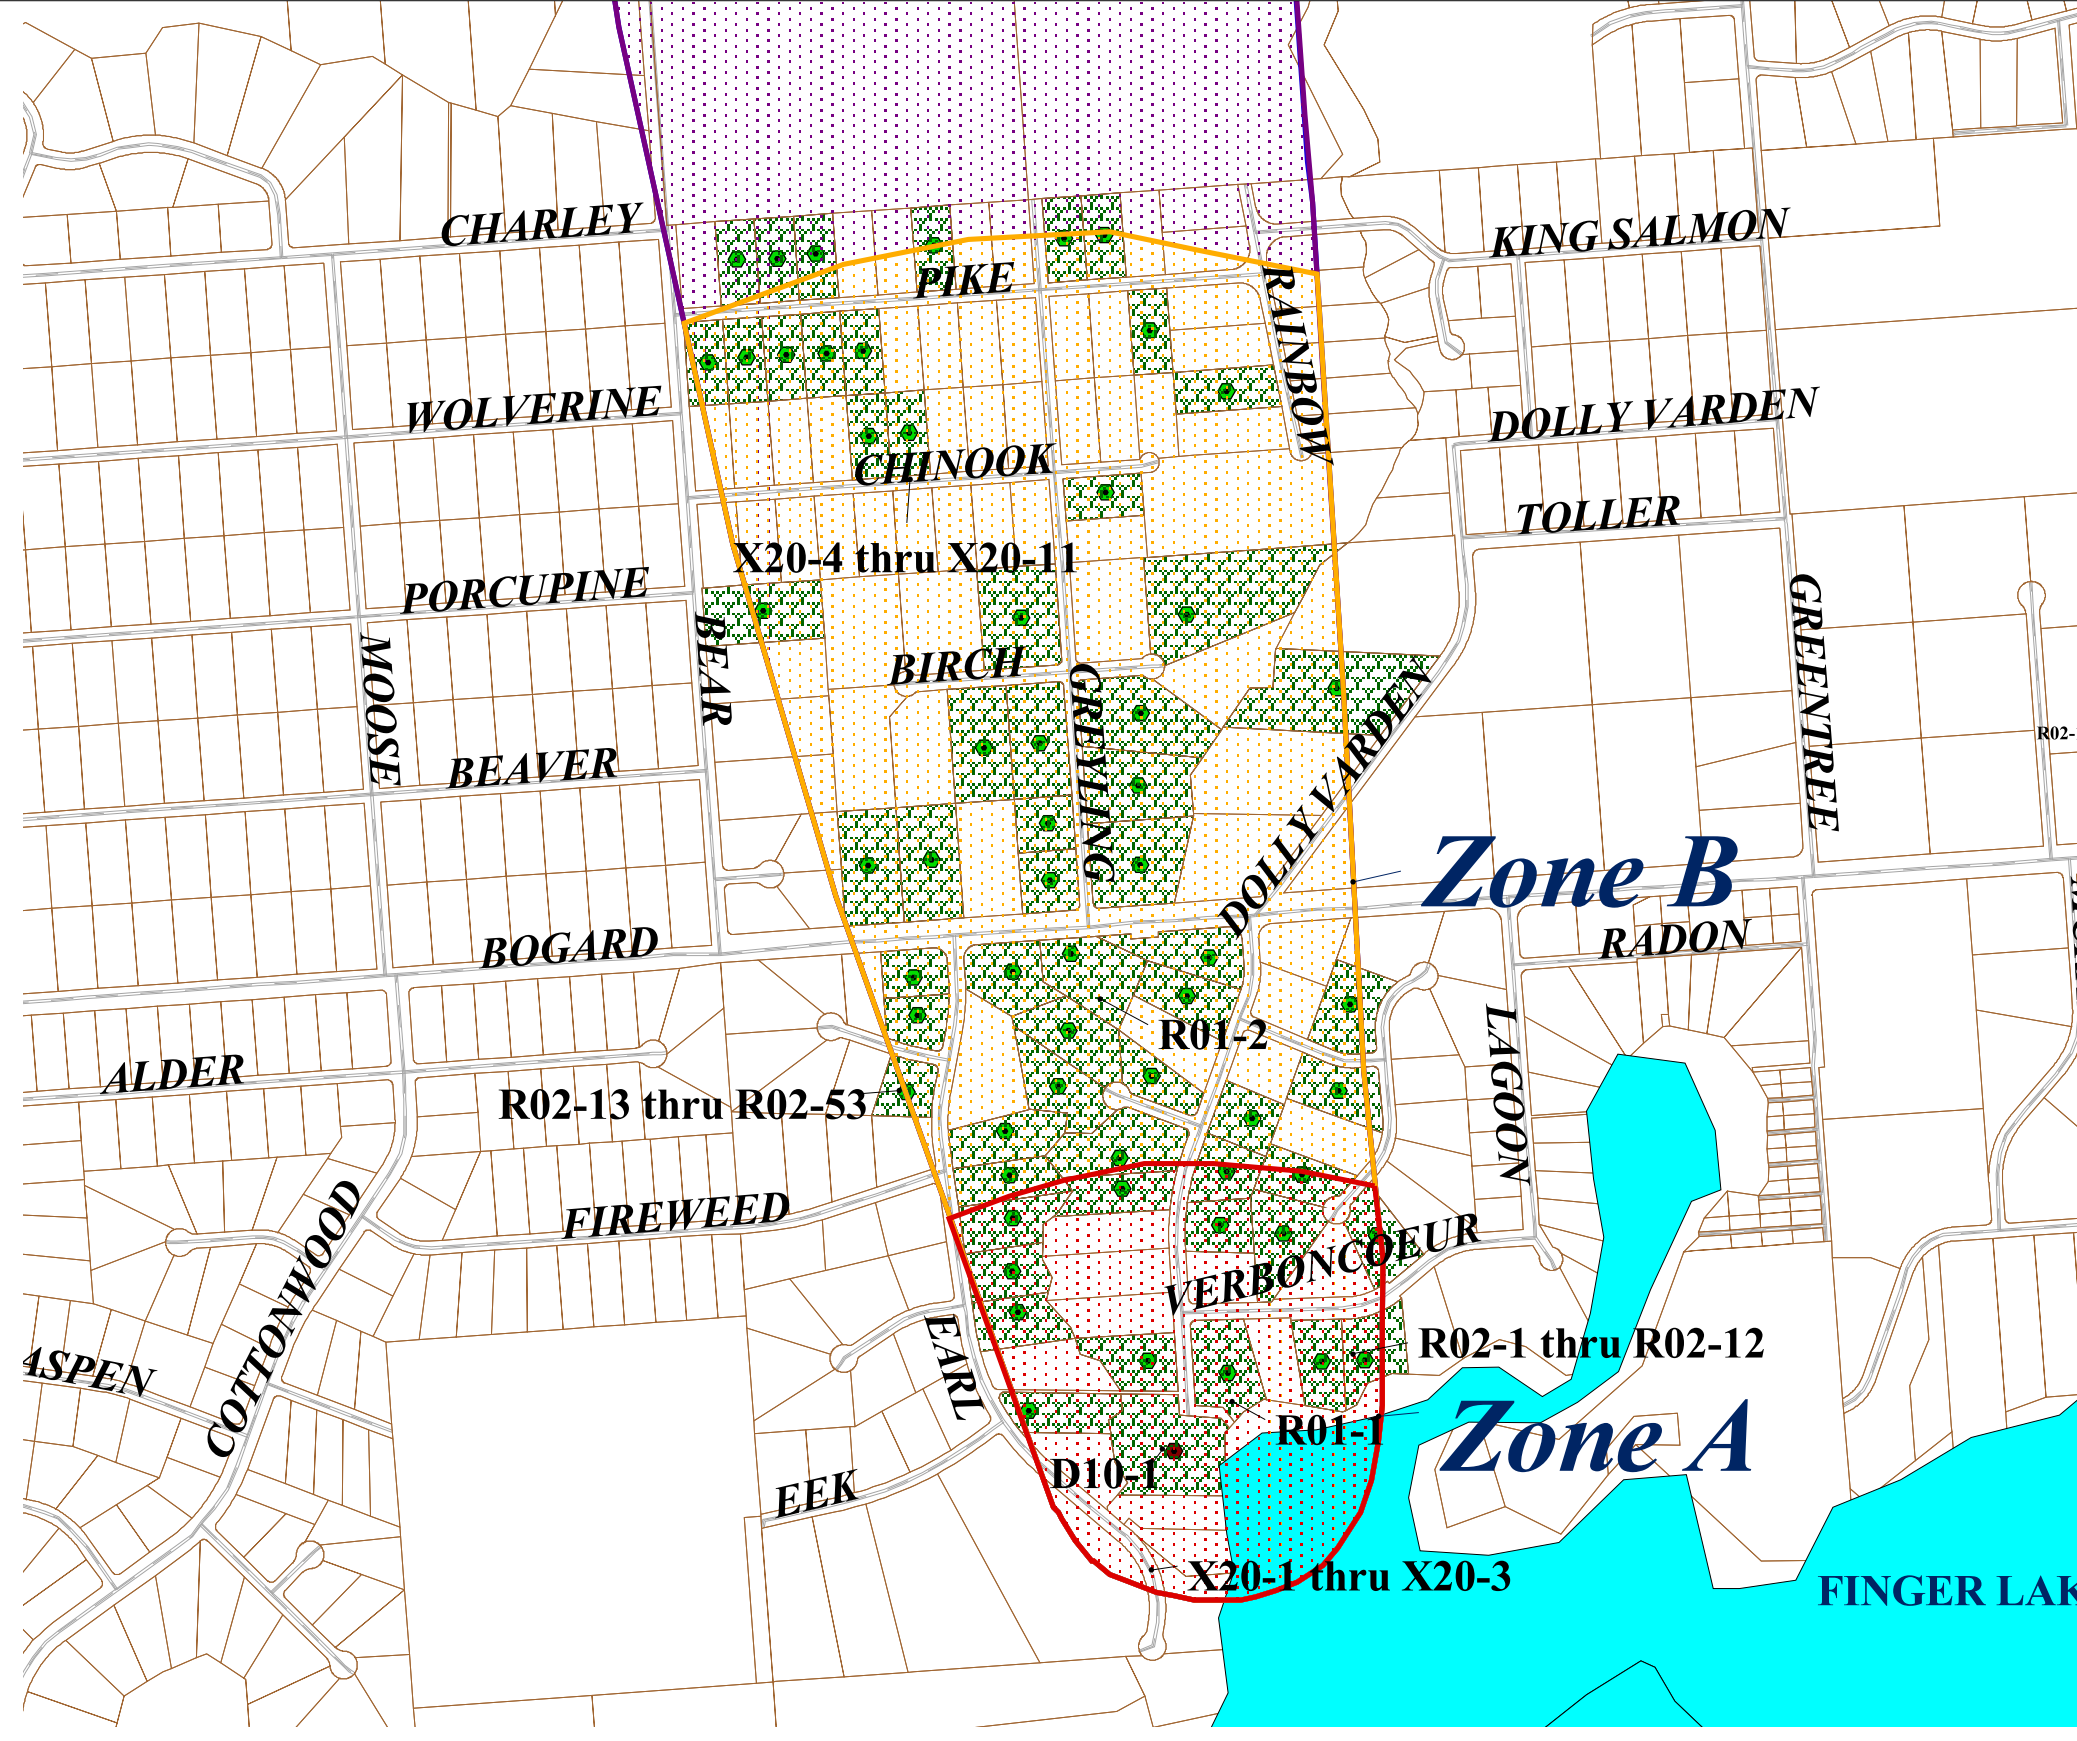 CHARLEY
KING SALMON
PIKE
RAINBOW
WOLVERINE
DOLLY VARDEN
CHINOOK
TOLLER
X20-4 thru X20-11
PORCUPINE
GREENTREE
MOOSE
BEAR
BIRCH
GREYLING
DOLLY VARDEN
R02-
BEAVER
Zone B
BOGARD
RADON
R01-2
LAGOON
ALDER
R02-13 thru R02-53
COTTONWOOD
FIREWEED
VERBONCOEUR
EARL
R02-1 thru R02-12
ASPEN
R01-1
Zone A
D10-1
EEK
X20-1 thru X20-3
FINGER LAK